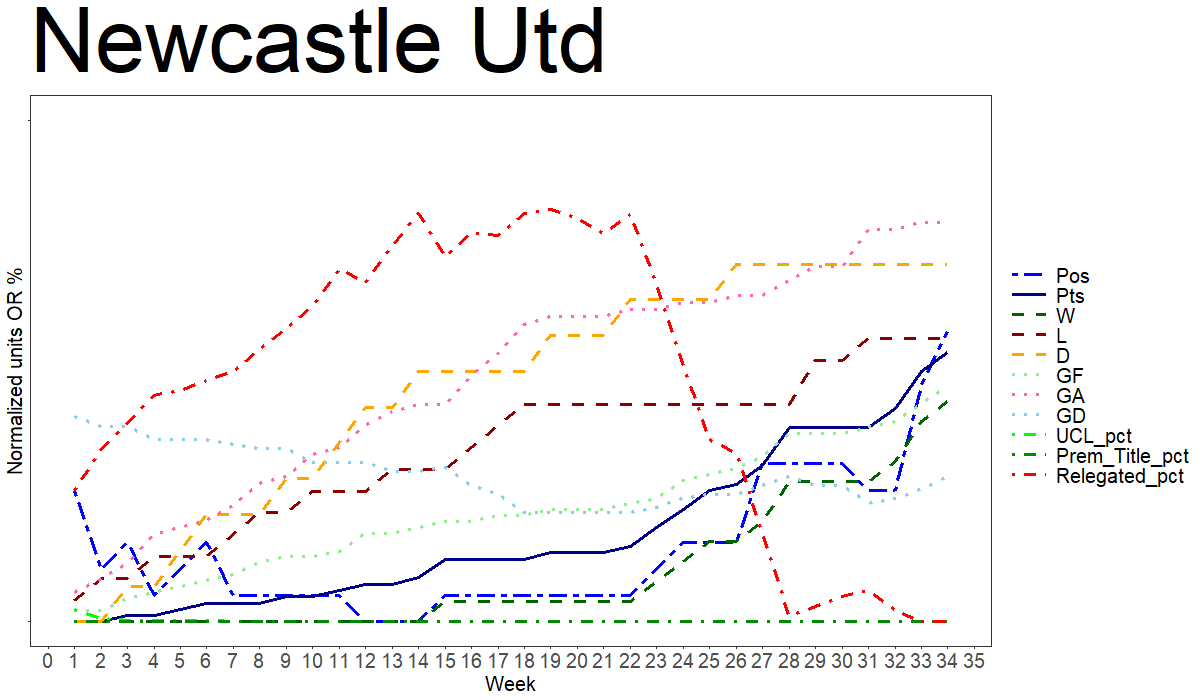 Newcastle Utd
Normalized units OR %
Pos
Pts
W
L
D
GF
GA
GD
UCL_pct
Prem_Title_pct
Relegated_pct
0 1 2 3 4 5 6 7 8 9 10 11 12 13 14 15 16 17 18 19 20 21 22 23 24 25 26 27 28 29 30 31 32 33 34 35
Week